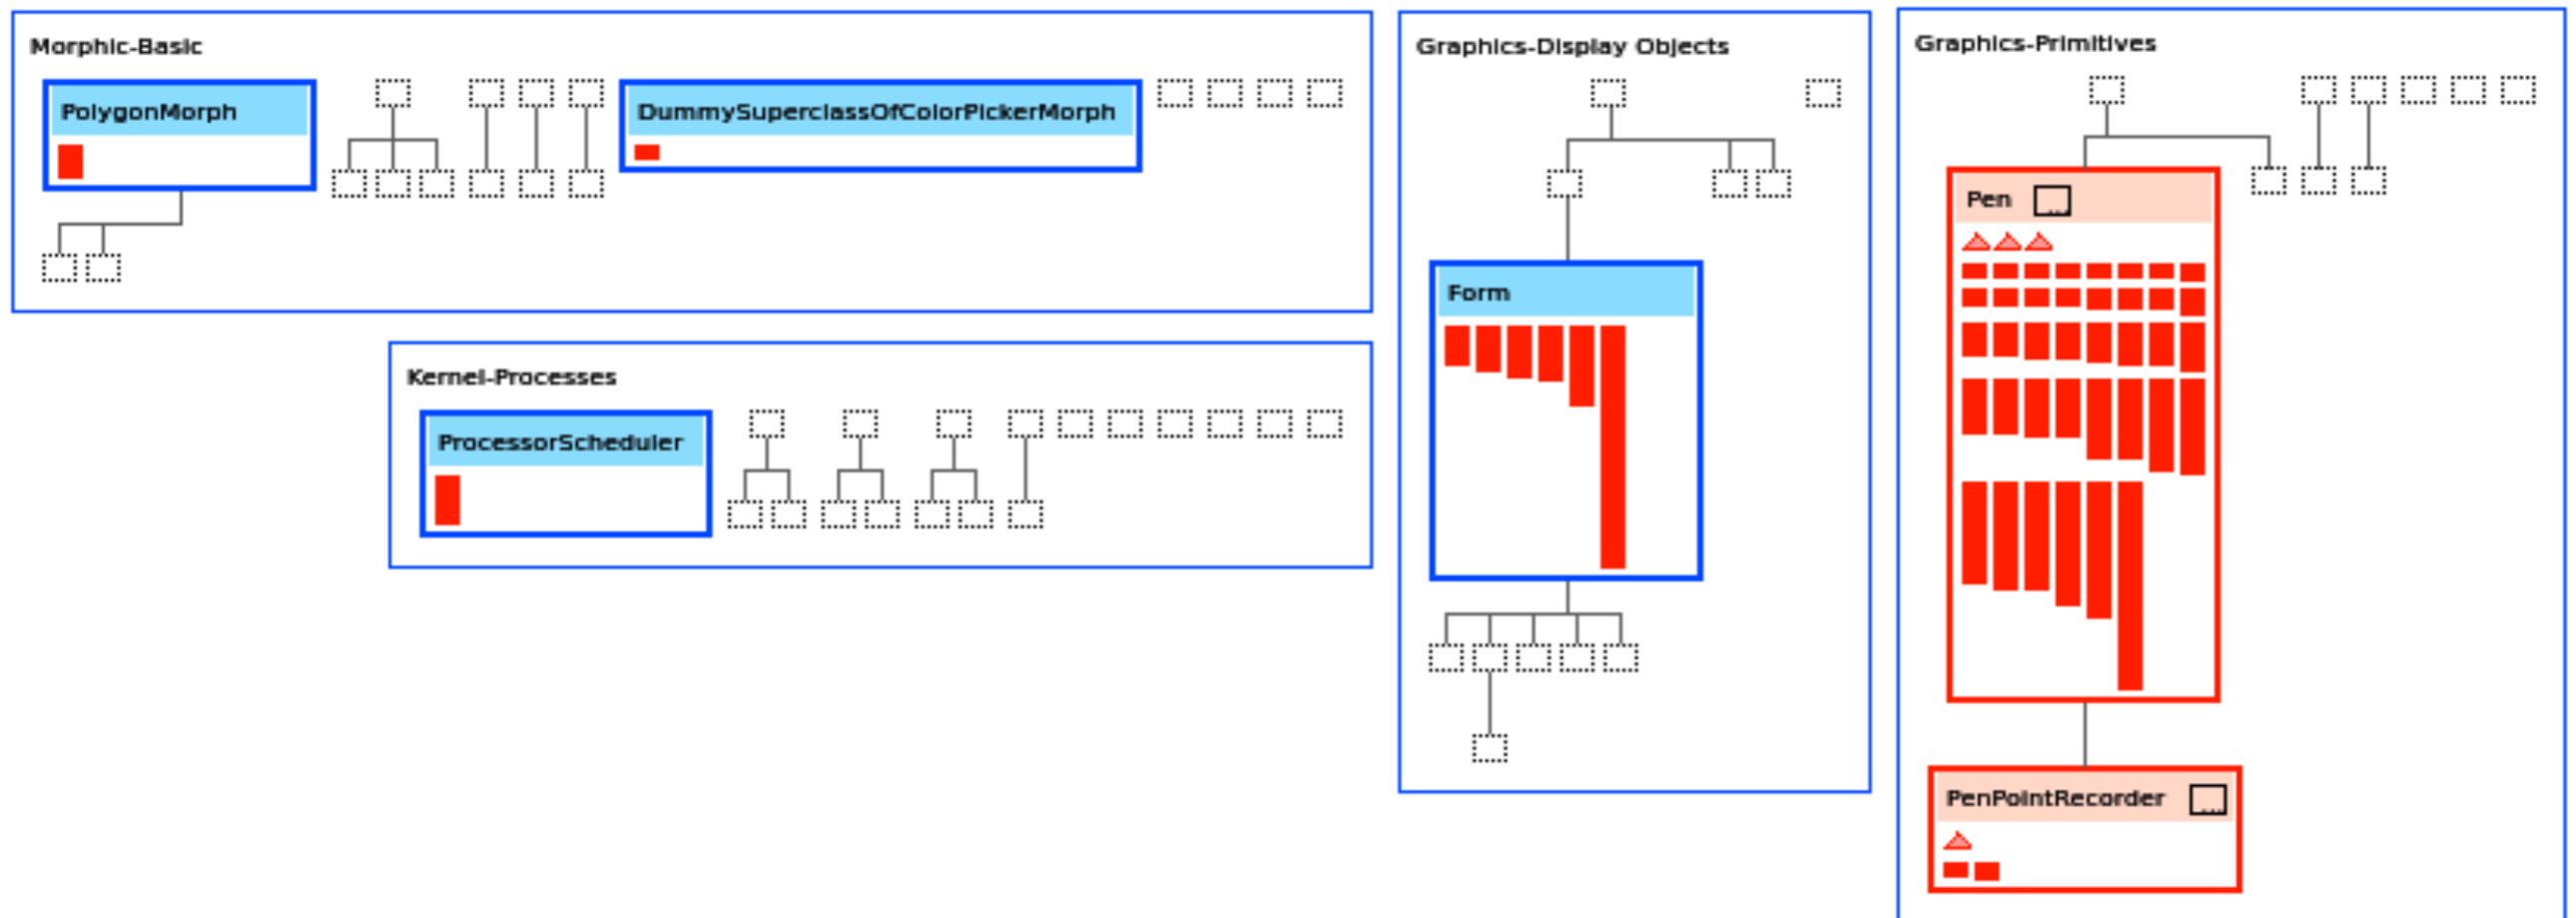 Morphic-Basic
PolygonMorph
DummySuperclassOfColorPickerMorph
Kernel-Processes
ProcessorScheduler
Graphics-Display Objects
Form
Graphics-Primitives
Pen
PenPointRecorder